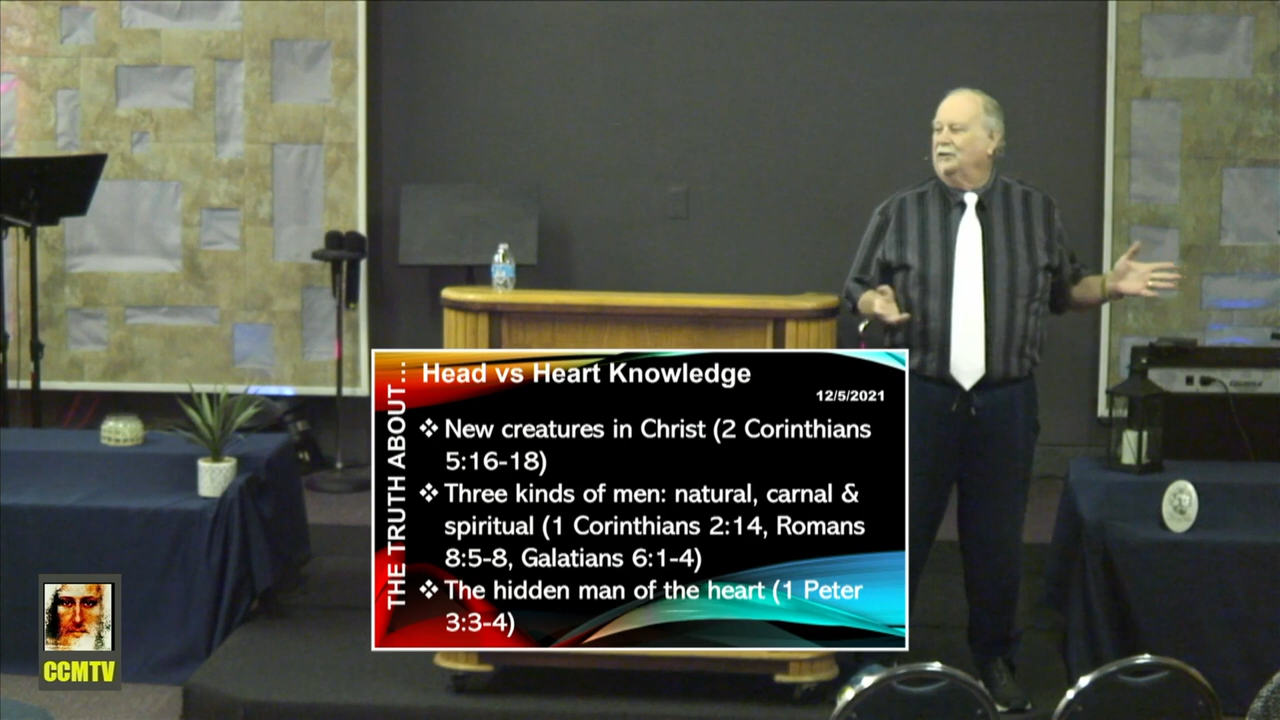 THE TRUTH ABOUT...
Head vs Heart Knowledge
12/5/2021
❖ New creatures in Christ (2 Corinthians
5:16-18)
❖ Three kinds of men: natural, carnal &
spiritual (1 Corinthians 2:14, Romans
8:5-8, Galatians 6:1-4)
❖ The hidden man of the heart (1 Peter
3:3-4)
CCMTV